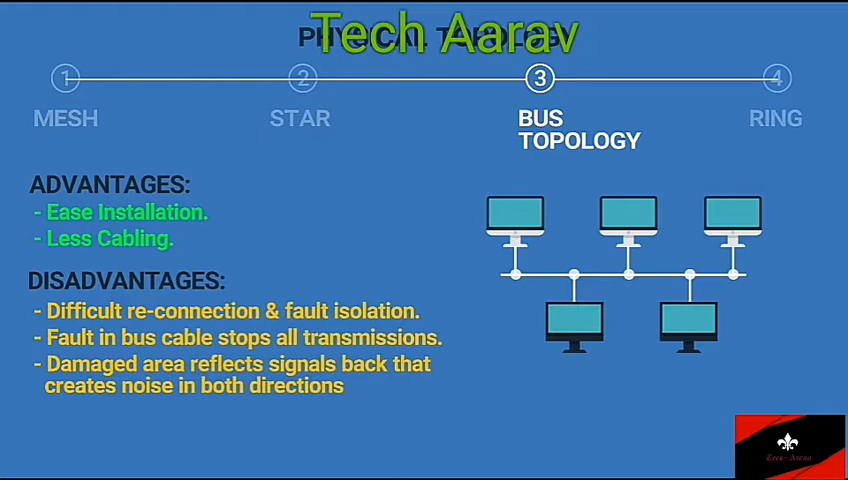 PHYSICAL TOPOLOGY
Tech Aarav
1
2
3
4
MESH
STAR
BUS
TOPOLOGY
RING
ADVANTAGES:
- Ease Installation.
- Less Cabling.
DISADVANTAGES:
- Difficult re-connection & fault isolation.
- Fault in bus cable stops all transmissions.
- Damaged area reflects signals back that
creates noise in both directions